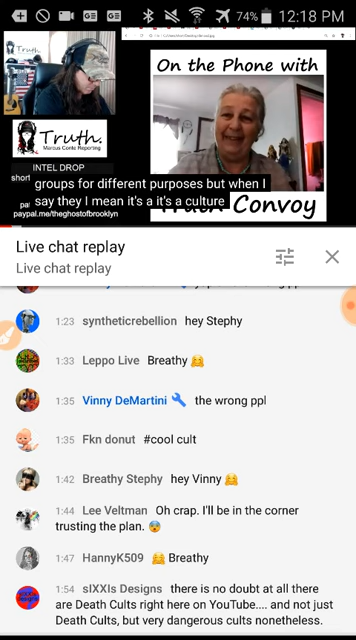 GE GE 74% 12:18 PM
Truth.
On the Phone with
Truth.
Marcus Conte Reporting
INTEL DROP
short
groups for different purposes but when I
say they I mean it's a it's a culture
Convoy
paypal.me/theghostofbrooklyn
Live chat replay
Live chat replay
1:23 syntheticrebellion hey Stephy
1:33 Leppo Live Breathy 🤗
1:35 Vinny DeMartini 🔧 the wrong ppl
1:35 Fkn donut #cool cult
1:42 Breathy Stephy hey Vinny 🤗
1:44 Lee Veltman Oh crap. I'll be in the corner
trusting the plan. 😰
1:47 HannyK509 🤗 Breathy
1:54 sIXXIs Designs there is no doubt at all there
are Death Cults right here on YouTube.... and not just
Death Cults, but very dangerous cults nonetheless.